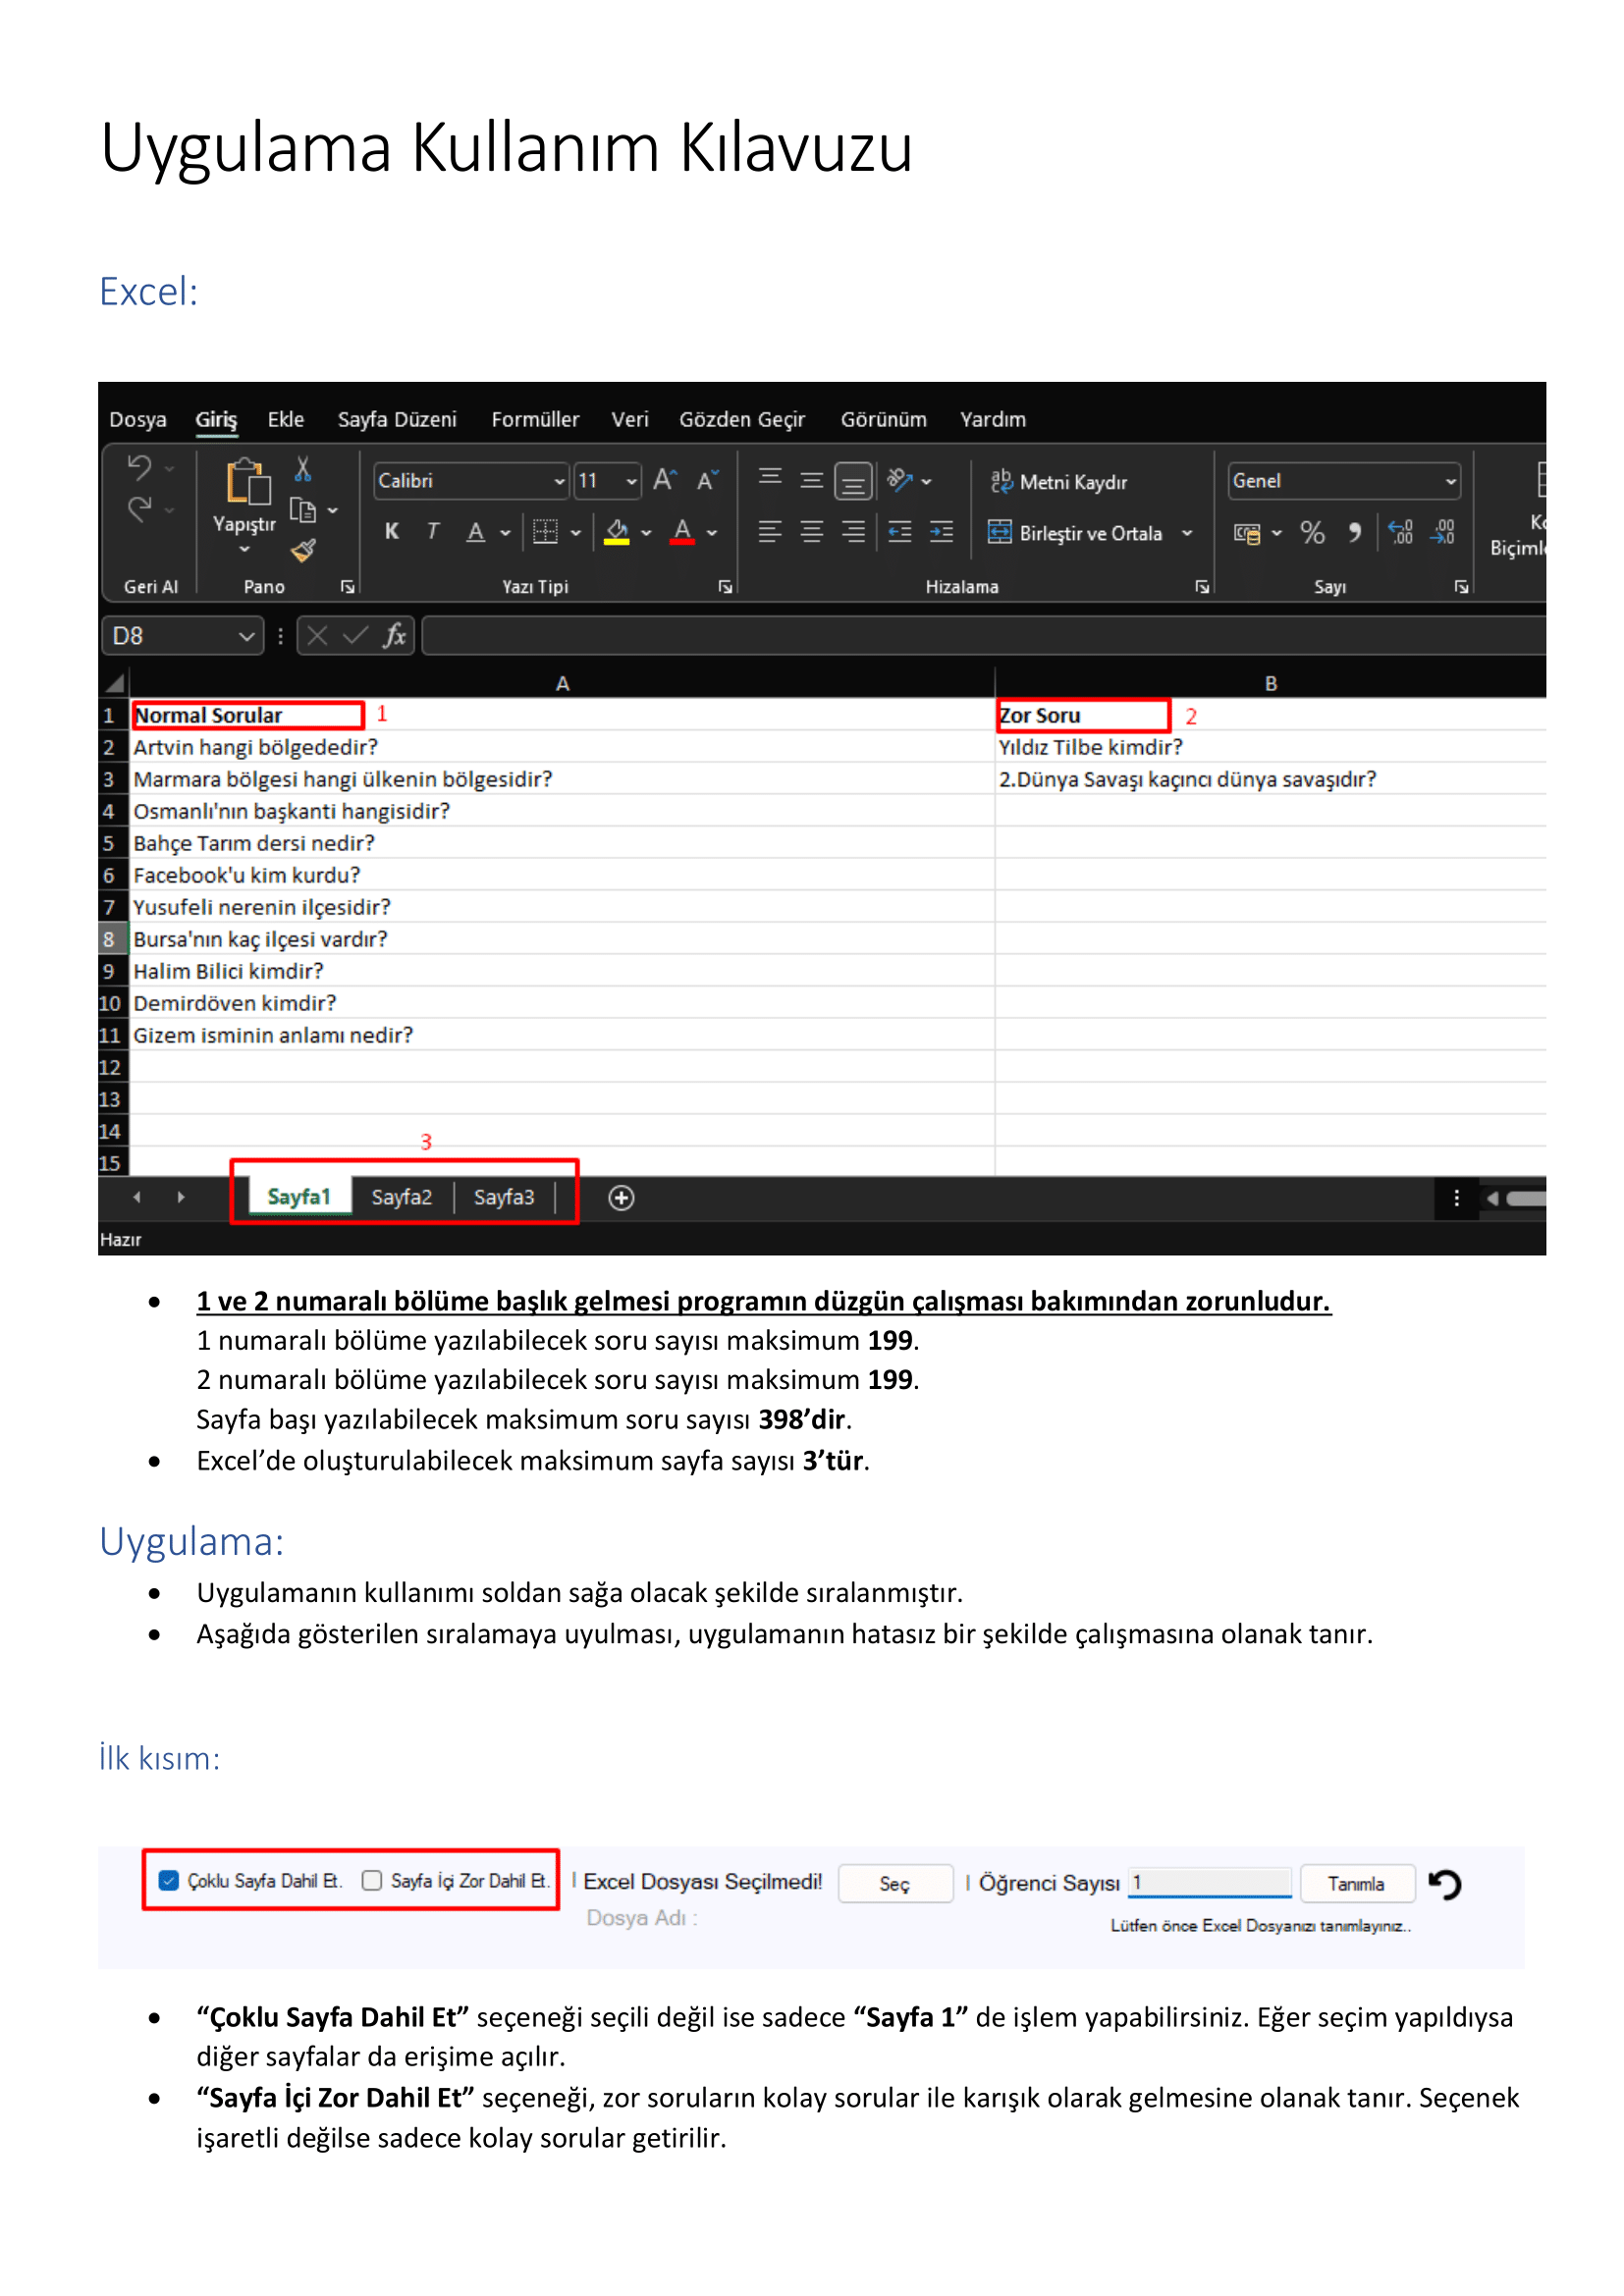 Uygulama Kullanım Kılavuzu
Excel:
Dosya Giriş Ekle Sayfa Düzeni Formüller Veri Gözden Geçir Görünüm Yardım
Calibri 11 Metni Kaydır Genel
Yapıştır K T A A Birleştir ve Ortala % Biçiml
Geri Al Pano Yazı Tipi Hizalama Sayı
D8 fx
A B
1 Normal Sorular 1 Zor Soru 2
2 Artvin hangi bölgededir? Yıldız Tilbe kimdir?
3 Marmara bölgesi hangi ülkenin bölgesidir? 2.Dünya Savaşı kaçıncı dünya savaşıdır?
4 Osmanlı'nın başkanti hangisidir?
5 Bahçe Tarım dersi nedir?
6 Facebook'u kim kurdu?
7 Yusufeli nerenin ilçesidir?
8 Bursa'nın kaç ilçesi vardır?
9 Halim Bilici kimdir?
10 Demirdöven kimdir?
11 Gizem isminin anlamı nedir?
12
13
14
3
15
Sayfa1 Sayfa2 Sayfa3
Hazır
• 1 ve 2 numaralı bölüme başlık gelmesi programın düzgün çalışması bakımından zorunludur.
1 numaralı bölüme yazılabilecek soru sayısı maksimum 199.
2 numaralı bölüme yazılabilecek soru sayısı maksimum 199.
Sayfa başı yazılabilecek maksimum soru sayısı 398’dir.
• Excel’de oluşturulabilecek maksimum sayfa sayısı 3’tür.
Uygulama:
• Uygulamanın kullanımı soldan sağa olacak şekilde sıralanmıştır.
• Aşağıda gösterilen sıralamaya uyulması, uygulamanın hatasız bir şekilde çalışmasına olanak tanır.
İlk kısım:
Çoklu Sayfa Dahil Et. Sayfa İçi Zor Dahil Et. | Excel Dosyası Seçilmedi! Seç | Öğrenci Sayısı 1 Tanımla
Dosya Adı :
Lütfen önce Excel Dosyanızı tanımlayınız..
• “Çoklu Sayfa Dahil Et” seçeneği seçili değil ise sadece “Sayfa 1” de işlem yapabilirsiniz. Eğer seçim yapıldıysa
diğer sayfalar da erişime açılır.
• “Sayfa İçi Zor Dahil Et” seçeneği, zor soruların kolay sorular ile karışık olarak gelmesine olanak tanır. Seçenek
işaretli değilse sadece kolay sorular getirilir.